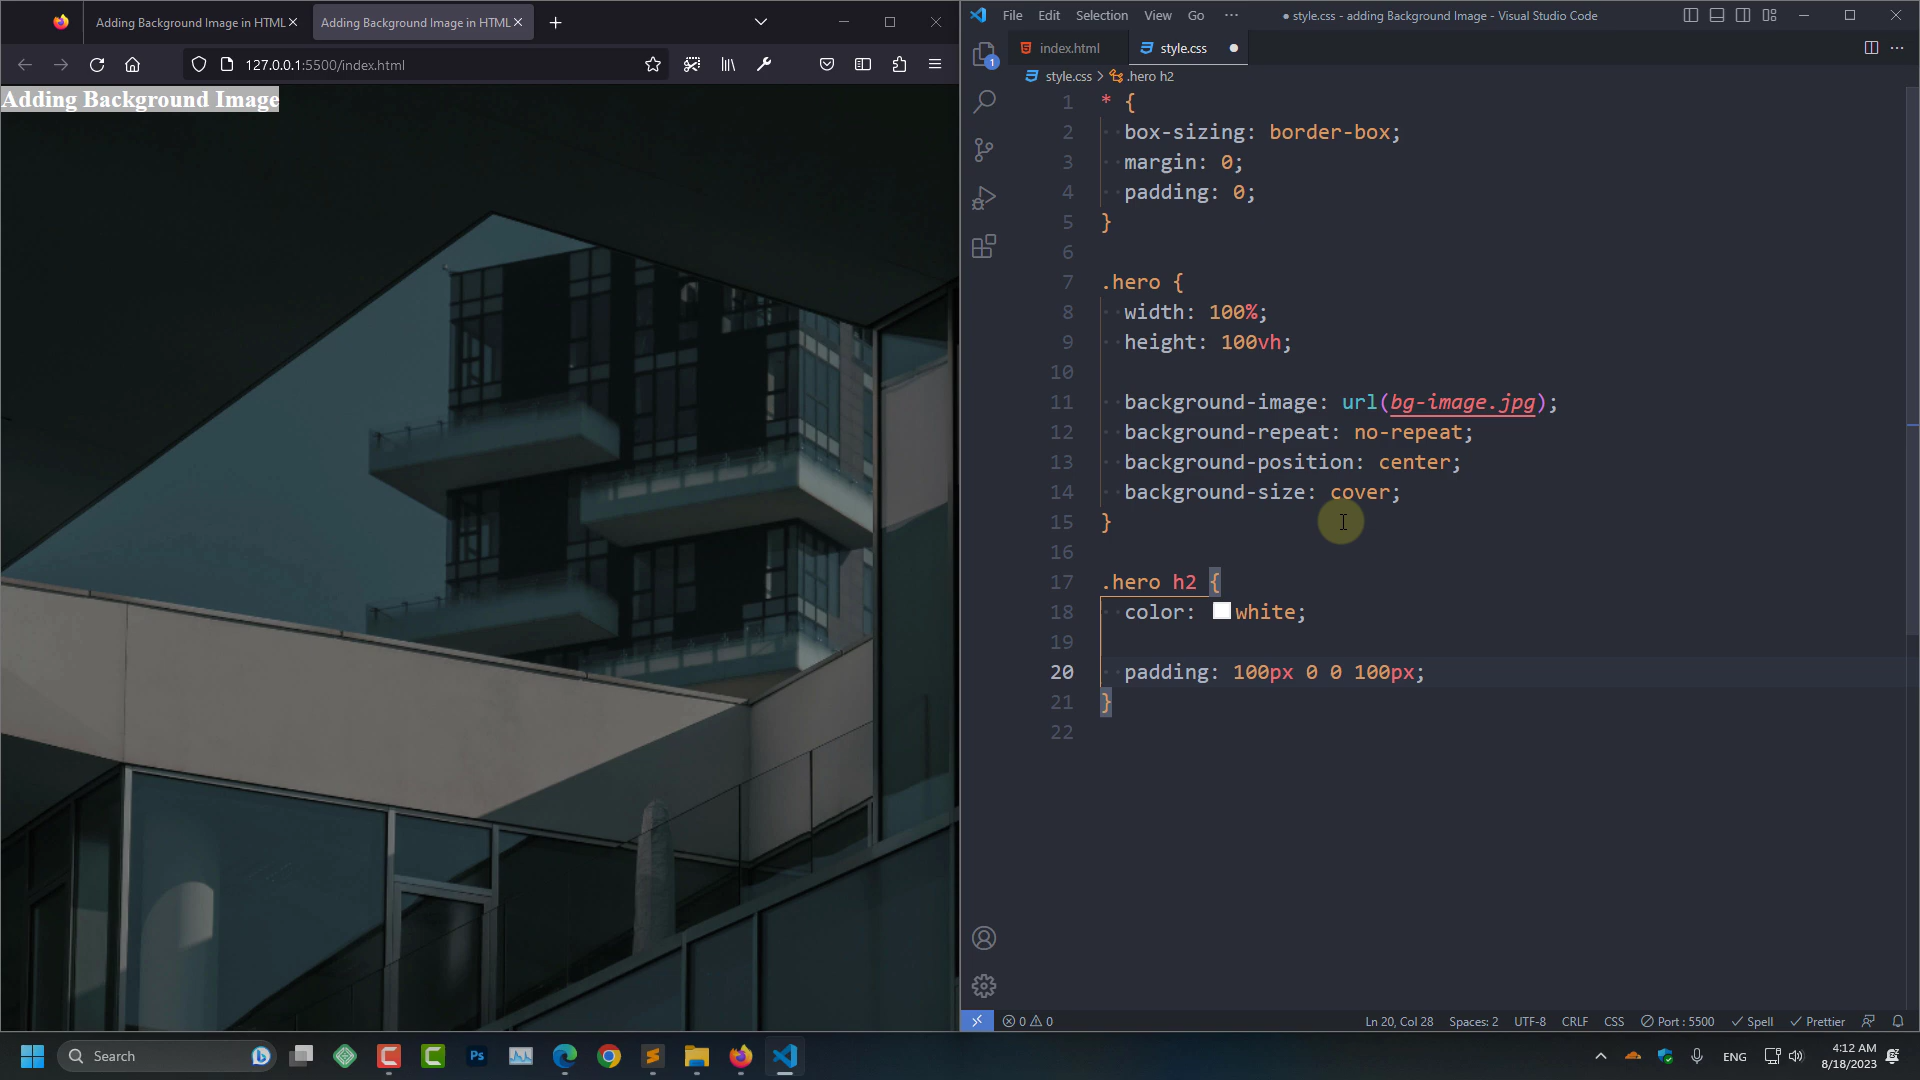 Adding Background Image in HTML
Adding Background Image in HTML
127.0.0.1:5500/index.html
Adding Background Image
File Edit Selection View Go
● style.css - adding Background Image - Visual Studio Code
1
index.html
style.css
style.css > .hero h2
1 * {
2 box-sizing: border-box;
3 margin: 0;
4 padding: 0;
5 }
6
7 .hero {
8 width: 100%;
9 height: 100vh;
10
11 background-image: url(bg-image.jpg);
12 background-repeat: no-repeat;
13 background-position: center;
14 background-size: cover;
15 }
16
17 .hero h2 {
18 color: white;
19
20 padding: 100px 0 0 100px;
21 }
22
0 0
Ln 20, Col 28 Spaces: 2 UTF-8 CRLF CSS Port : 5500 Spell Prettier
Search
Ps
ENG
4:12 AM
8/18/2023